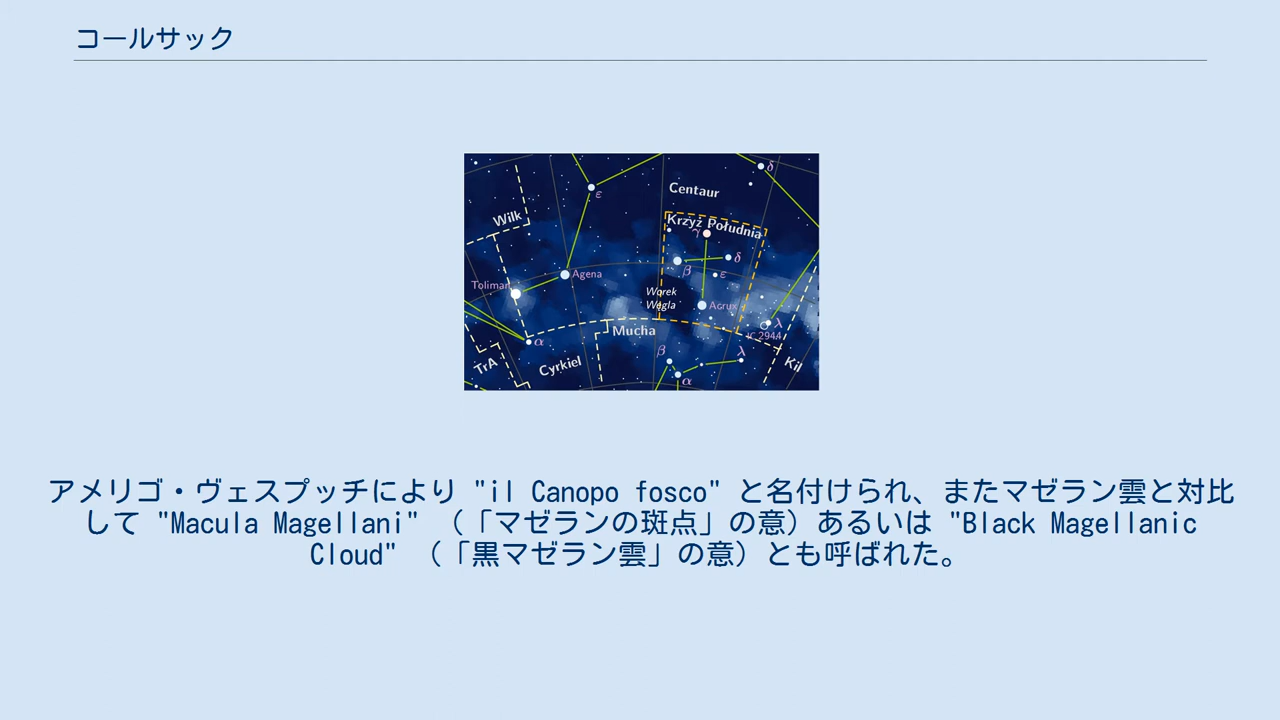 コールサック
δ
Centaur
ε
Wilk
Krzyż Południa
γ
δ
β
ε
Agena
Toliman
Worek
Węgla
Acrux
λ
IC 2944
Mucha
α
β
λ
TrA
Cyrkiel
Kil
α
アメリゴ・ヴェスプッチにより "il Canopo fosco" と名付けられ、またマゼラン雲と対比
して "Macula Magellani" （「マゼランの斑点」の意）あるいは "Black Magellanic
Cloud" （「黒マゼラン雲」の意）とも呼ばれた。